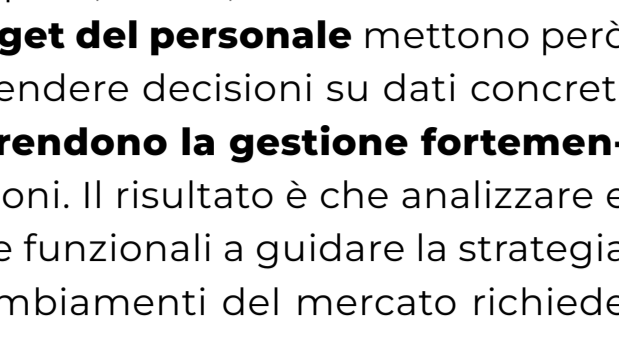 get del personale mettono però
endere decisioni su dati concret
rendono la gestione fortemen-
oni. Il risultato è che analizzare e
e funzionali a guidare la strategia
mbiamenti del mercato richiede